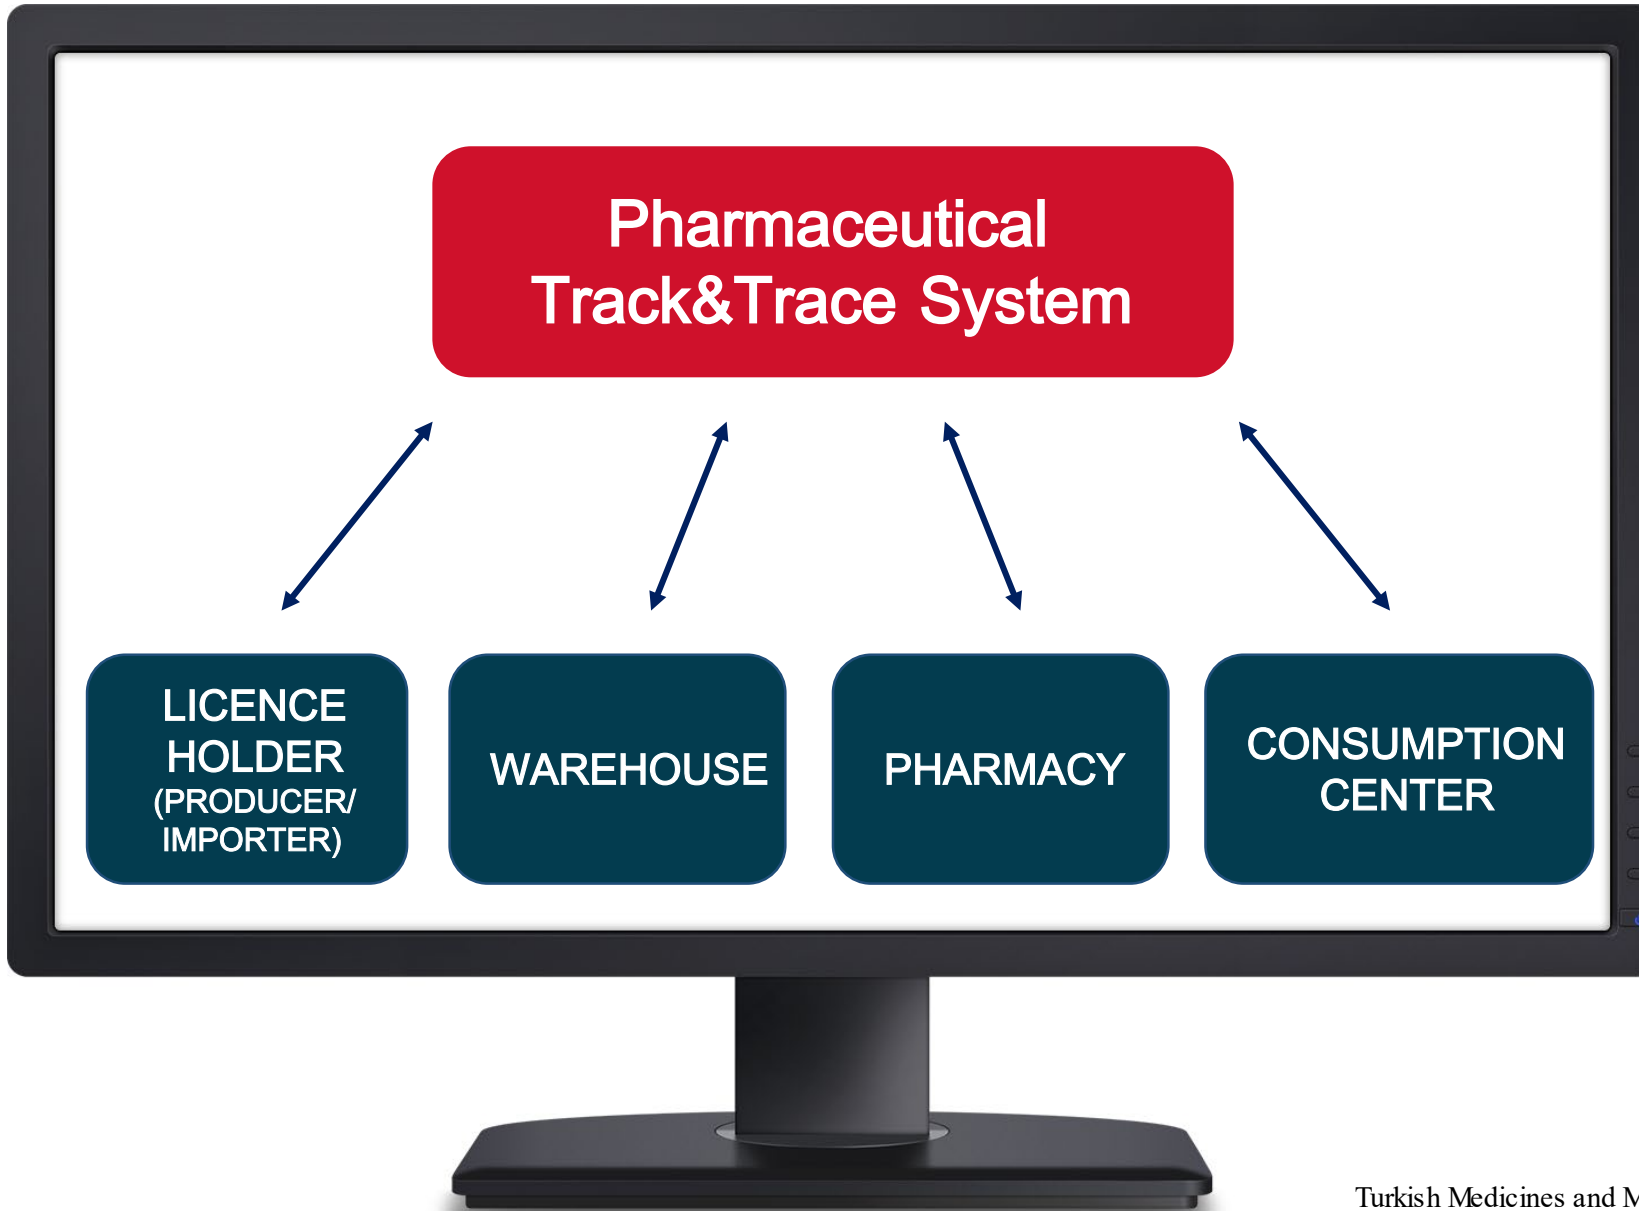 Pharmaceutical
Track&Trace System
LICENCE
HOLDER
(PRODUCER/
IMPORTER)
WAREHOUSE
PHARMACY
CONSUMPTION
CENTER
Turkish Medicines and